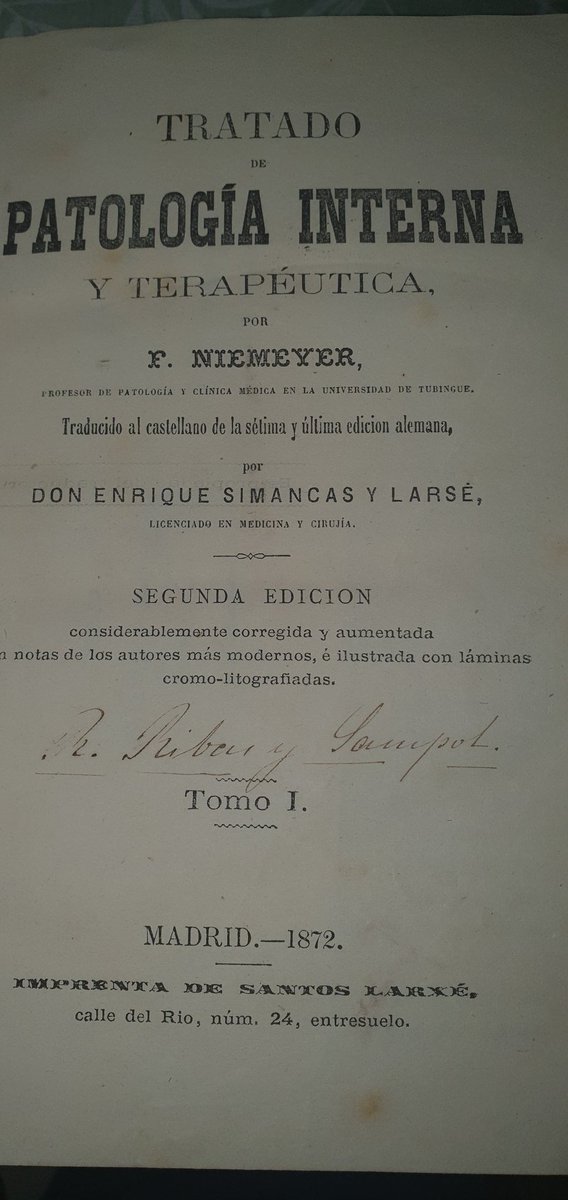 TRATADO
DE
PATOLOGÍA INTERNA
Y TERAPÉUTICA,
POR
F. NIEMEYER,
PROFESOR DE PATOLOGÍA Y CLÍNICA MÉDICA EN LA UNIVERSIDAD DE TUBINGUE.
Traducido al castellano de la sétima y última edicion alemana,
por
DON ENRIQUE SIMANCAS Y LARSÉ,
LICENCIADO EN MEDICINA Y CIRUJÍA.
SEGUNDA EDICION
considerablemente corregida y aumentada
notas de los autores más modernos, é ilustrada con láminas
cromo-litografiadas.
R. Ribas y Sampol.
Tomo I.
MADRID.—1872.
IMPRENTA DE SANTOS LARXÉ,
calle del Rio, núm. 24, entresuelo.